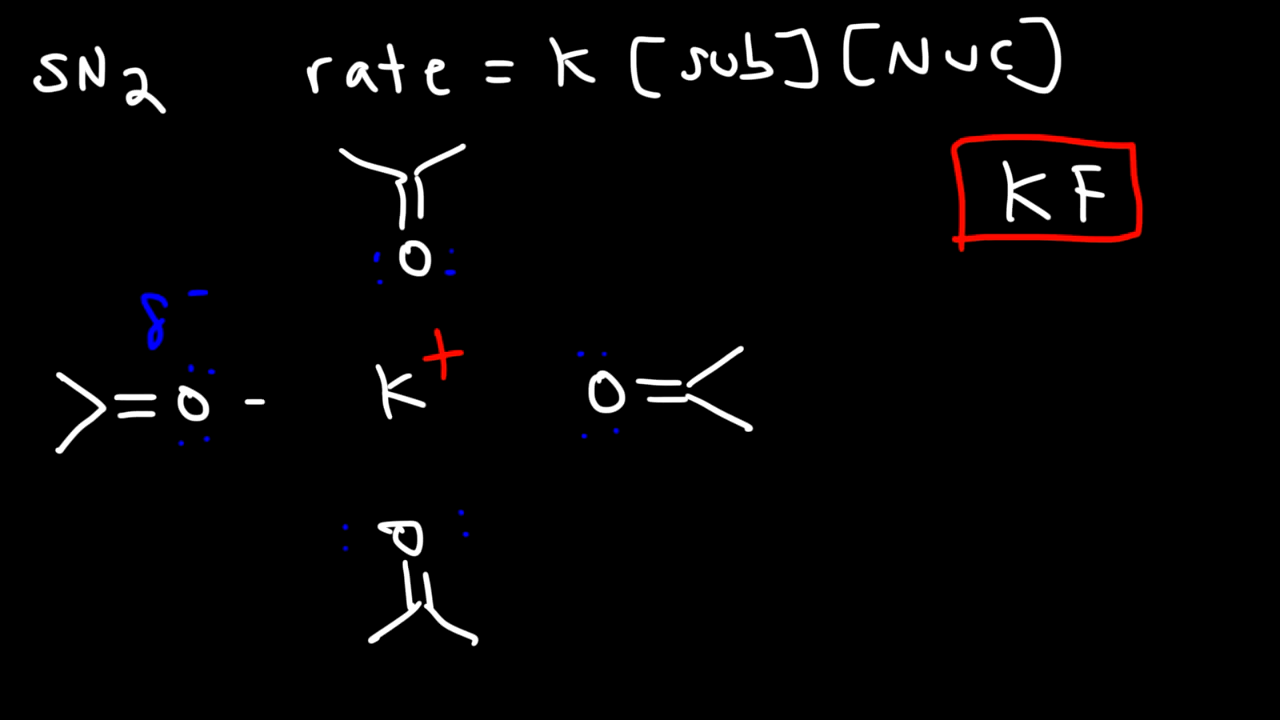 SN2 rate = K [sub] [Nuc]
KF
O
δ-
O - K+ O
O